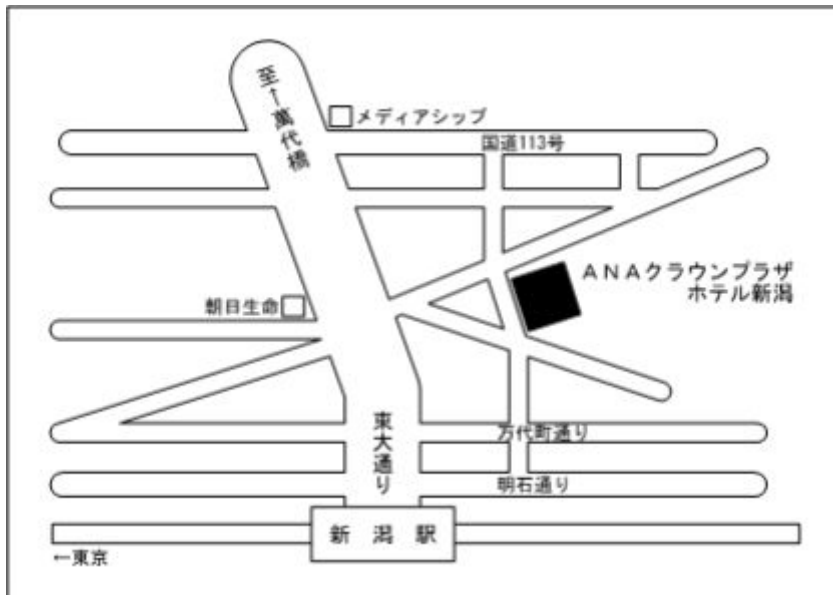 至←萬代橋
メディアシップ
国道113号
ANAクラウンプラザ
ホテル新潟
朝日生命
東大通り
万代町通り
明石通り
新潟駅
←東京